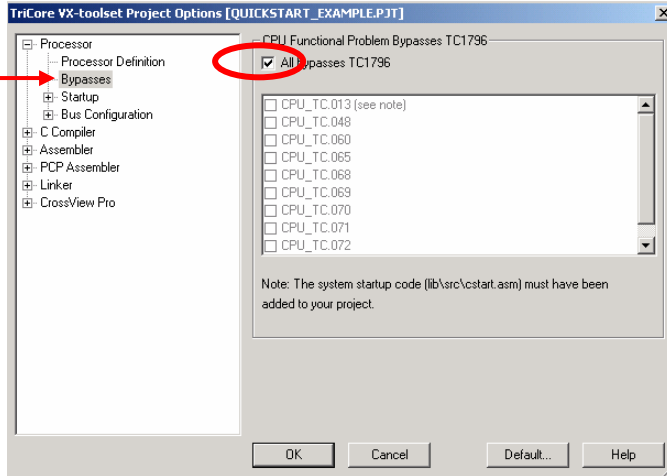 TriCore VX-toolset Project Options [QUICKSTART_EXAMPLE.PJT]
Processor
Processor Definition
Bypasses
Startup
Bus Configuration
C Compiler
Assembler
PCP Assembler
Linker
CrossView Pro
CPU Functional Problem Bypasses TC1796
All Bypasses TC1796
CPU_TC.013 (see note)
CPU_TC.048
CPU_TC.060
CPU_TC.065
CPU_TC.068
CPU_TC.069
CPU_TC.070
CPU_TC.071
CPU_TC.072
Note: The system startup code (lib\src\cstart.asm) must have been
added to your project.
OK
Cancel
Default...
Help